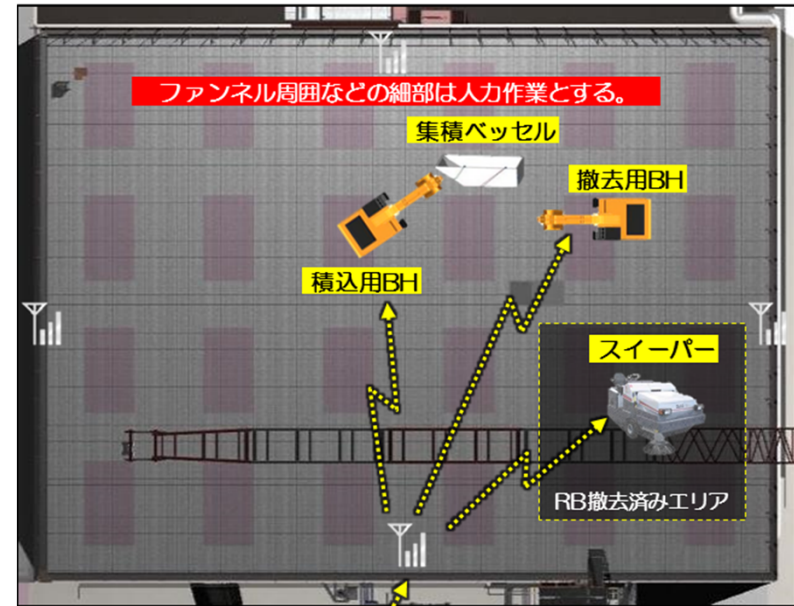 ファンネル周囲などの細部は人力作業とする。
集積ベッセル
撤去用BH
積込用BH
スイーパー
RB撤去済みエリア